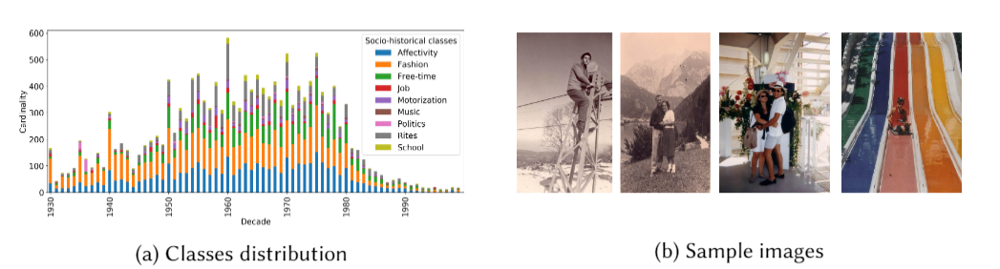 600
500
400
300
200
100
0
Cardinality
1930
1940
1950
1960
1970
1980
1990
Decade
Socio-historical classes
Affectivity
Fashion
Free-time
Job
Motorization
Music
Politics
Rites
School
(a) Classes distribution
(b) Sample images